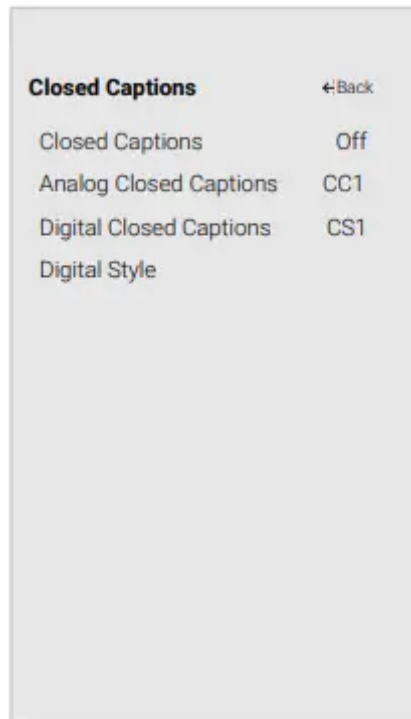 Closed Captions ←Back
Closed Captions Off
Analog Closed Captions CC1
Digital Closed Captions CS1
Digital Style